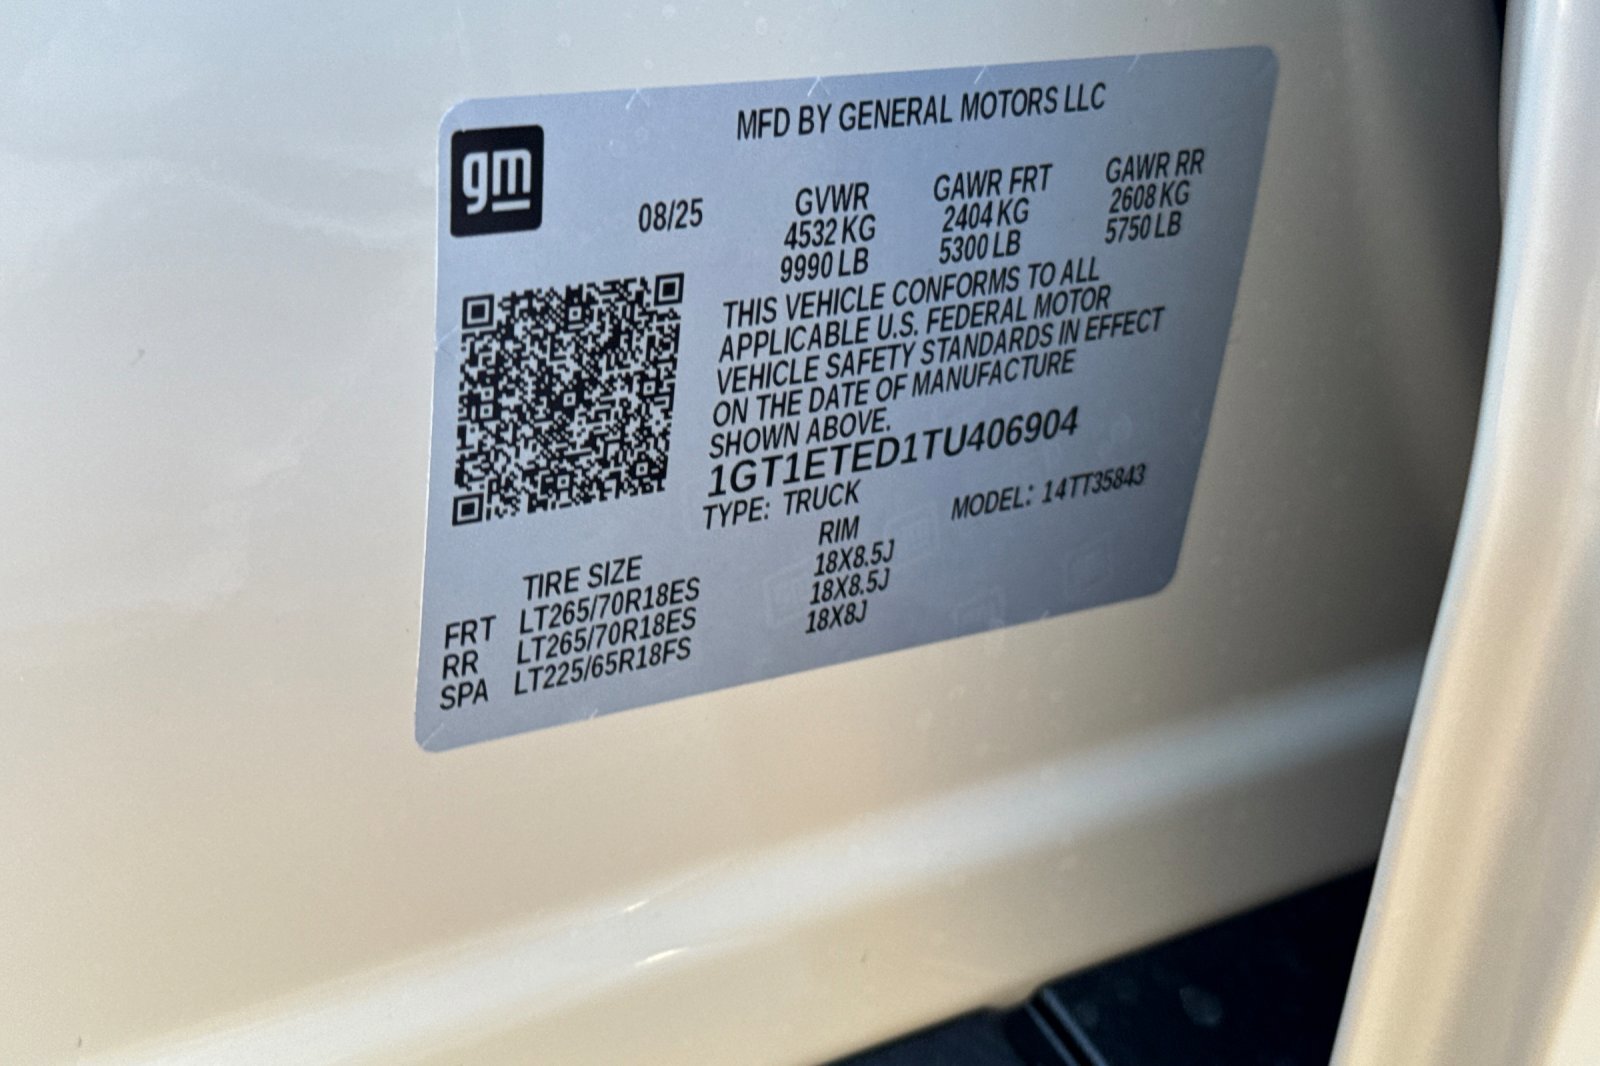 gm
MFD BY GENERAL MOTORS LLC
08/25
GVWR
4532 KG
9990 LB
GAWR FRT
2404 KG
5300 LB
GAWR RR
2608 KG
5750 LB
THIS VEHICLE CONFORMS TO ALL
APPLICABLE U.S. FEDERAL MOTOR
VEHICLE SAFETY STANDARDS IN EFFECT
ON THE DATE OF MANUFACTURE
SHOWN ABOVE.
1GT1ETED1TU406904
TYPE: TRUCK
MODEL: 14TT35843
TIRE SIZE RIM
FRT LT265/70R18ES 18X8.5J
RR LT265/70R18ES 18X8.5J
SPA LT225/65R18FS 18X8J